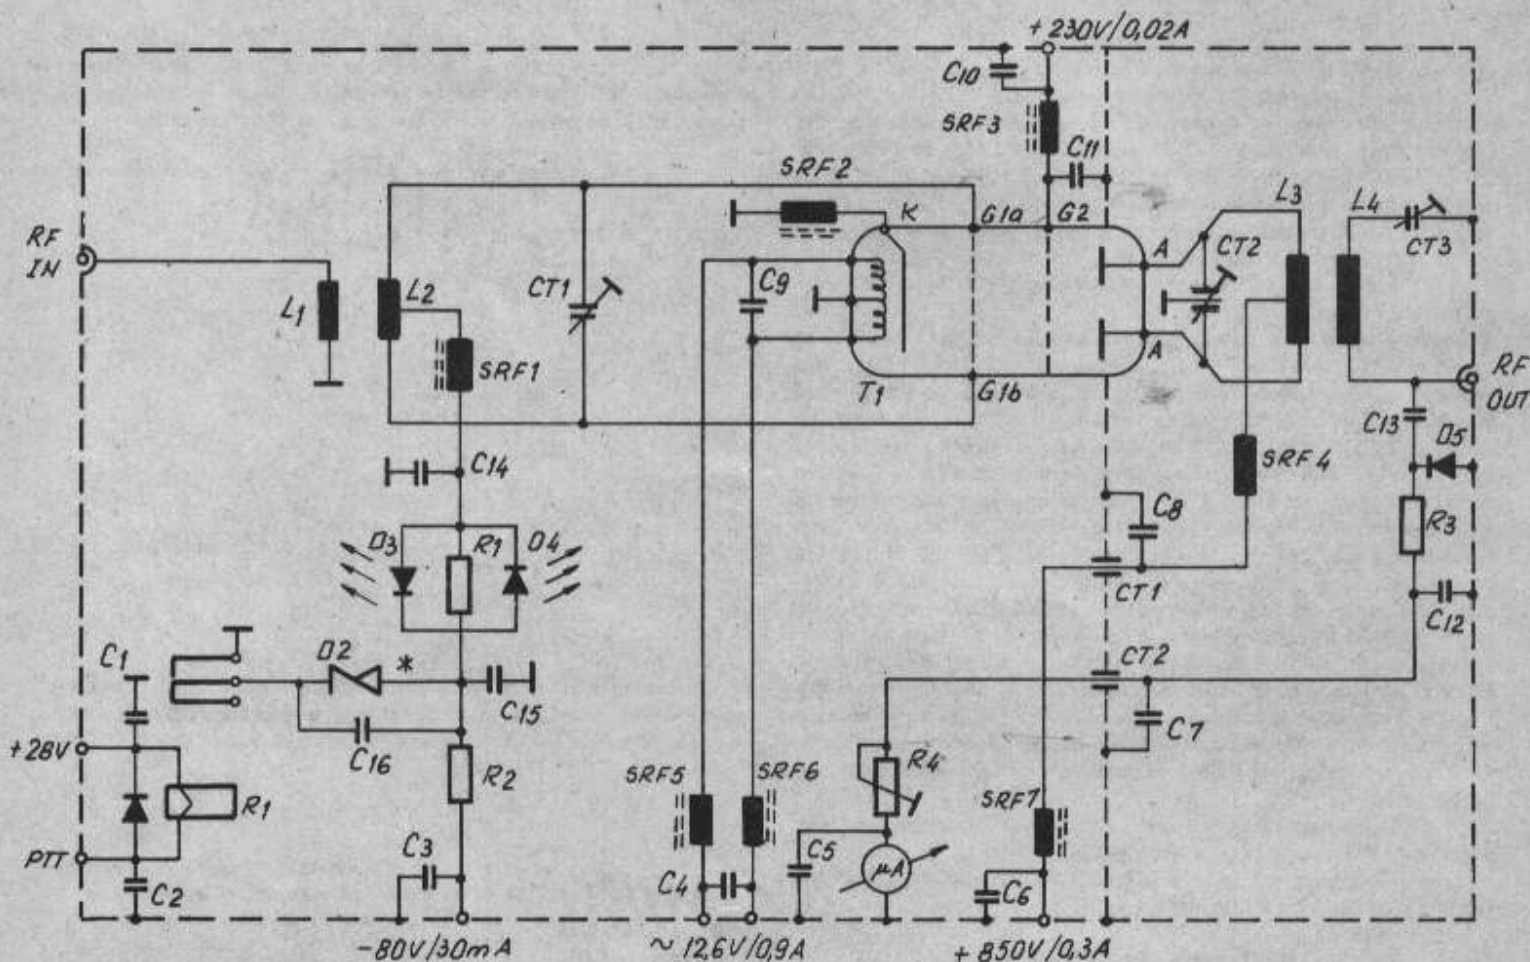 +230V/0,02A
C10
SRF3
C11
SRF2
K
G1a
G2
L3
L4
RF
IN
A
CT2
CT3
C9
L1
L2
CT1
SRF1
A
T1
G1b
RF
OUT
C13
D5
C14
SRF4
D3
R1
D4
C8
R3
CT1
C12
C1
D2
*
CT2
C15
C7
+28V
C16
R2
SRF5
SRF6
R4
SRF7
R1
PTT
C3
C5
μA
C2
C4
C6
-80V/30mA
~12,6V/0,9A
+850V/0,3A